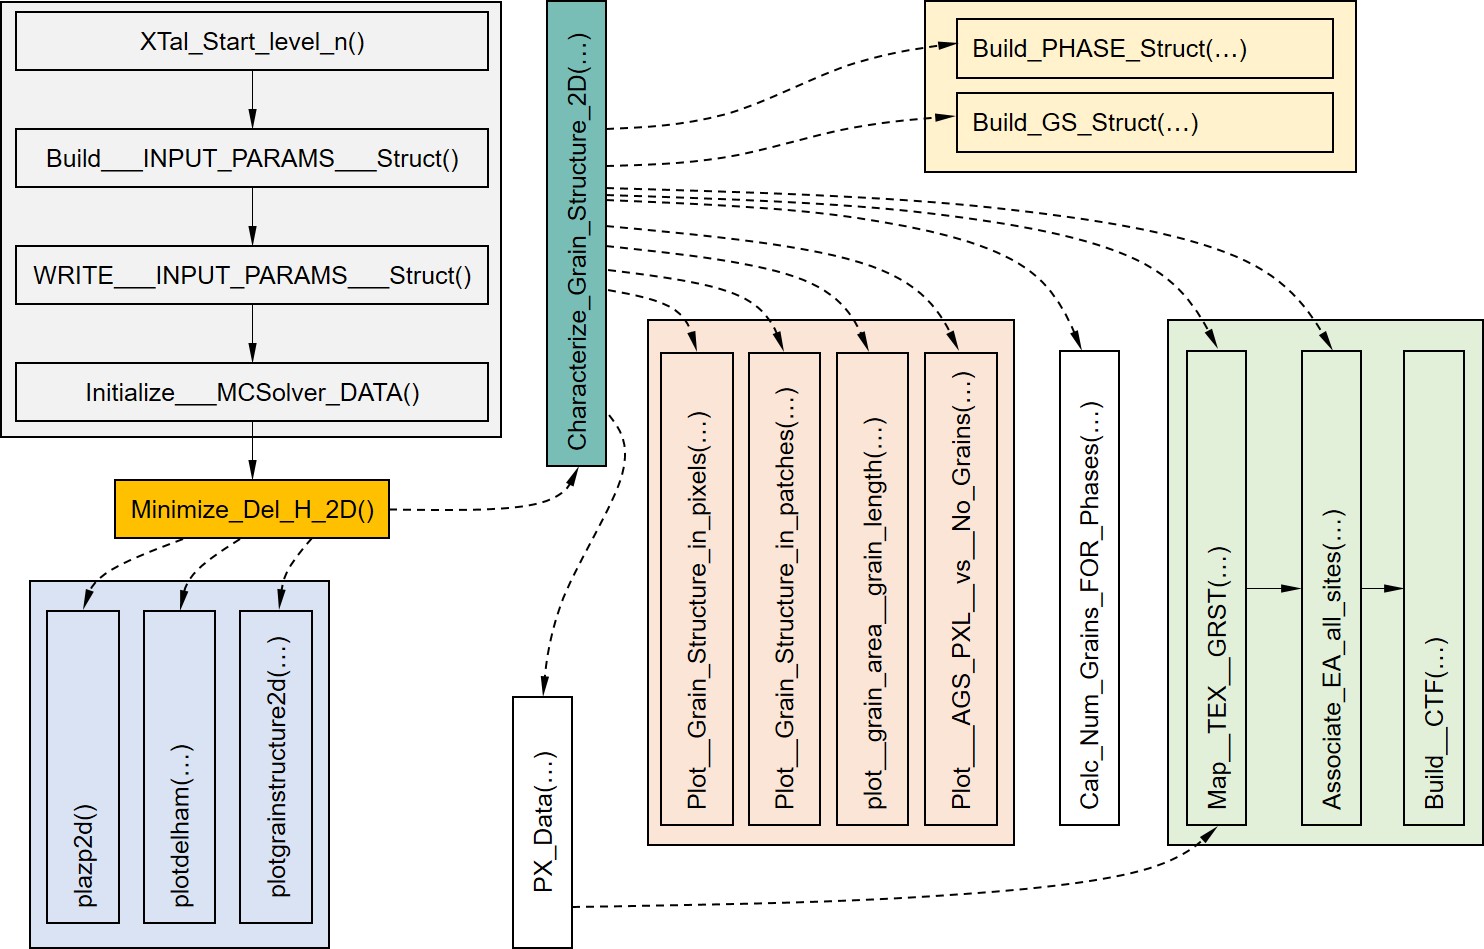 XTal_Start_level_n()
Build___INPUT_PARAMS___Struct()
WRITE___INPUT_PARAMS___Struct()
Initialize___MCSolver_DATA()
Minimize_Del_H_2D()
plazp2d()
plotdelham(...)
plotgrainstructure2d(...)
Characterize_Grain_Structure_2D(...)
PX_Data(...)
Build_PHASE_Struct(...)
Build_GS_Struct(...)
Plot__Grain_Structure_in_pixels(...)
Plot__Grain_Structure_in_patches(...)
plot__grain_area__grain_length(...)
Plot___AGS_PXL__vs__No_Grains(...)
Calc_Num_Grains_FOR_Phases(...)
Map__TEX__GRST(...)
Associate_EA_all_sites(...)
Build__CTF(...)